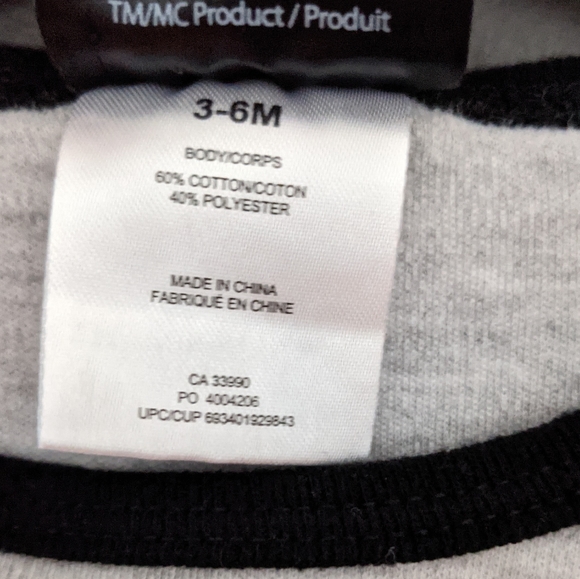 TM/MC Product / Produit
3-6M
BODY/CORPS
60% COTTON/COTON
40% POLYESTER
MADE IN CHINA
FABRIQUÉ EN CHINE
CA 33990
PO 4004206
UPC/CUP 693401929843